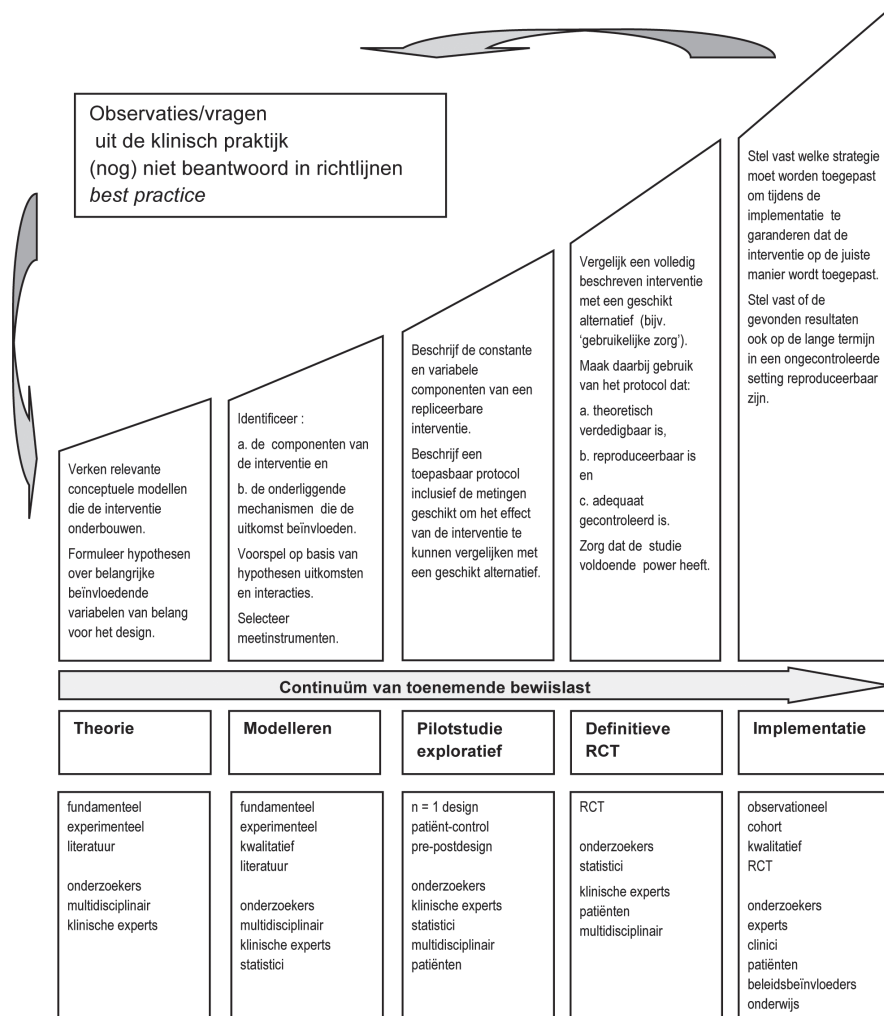 Observaties/vragen
uit de klinisch praktijk
(nog) niet beantwoord in richtlijnen
best practice
Verken relevante
conceptuele modellen
die de interventie
onderbouwen.
Formuleer hypothesen
over belangrijke
beïnvloedende
variabelen van belang
voor het design.
Identificeer :
a. de componenten van
de interventie en
b. de onderliggende
mechanismen die de
uitkomst beïnvloeden.
Voorspel op basis van
hypothesen uitkomsten
en interacties.
Selecteer
meetinstrumenten.
Beschrijf de constante
en variabele
componenten van een
repliceerbare
interventie.
Beschrijf een
toepasbaar protocol
inclusief de metingen
geschikt om het effect
van de interventie te
kunnen vergelijken met
een geschikt alternatief.
Vergelijk een volledig
beschreven interventie
met een geschikt
alternatief (bijv.
‘gebruikelijke zorg’).
Maak daarbij gebruik
van het protocol dat:
a. theoretisch
verdedigbaar is,
b. reproduceerbaar is
en
c. adequaat
gecontroleerd is.
Zorg dat de studie
voldoende power heeft.
Stel vast welke strategie
moet worden toegepast
om tijdens de
implementatie te
garanderen dat de
interventie op de juiste
manier wordt toegepast.
Stel vast of de
gevonden resultaten
ook op de lange termijn
in een ongecontroleerde
setting reproduceerbaar
zijn.
Continuüm van toenemende bewiislast
Theorie
Modelleren
Pilotstudie
exploratief
Definitieve
RCT
Implementatie
fundamenteel
experimenteel
literatuur
onderzoekers
multidisciplinair
klinische experts
fundamenteel
experimenteel
kwalitatief
literatuur
onderzoekers
multidisciplinair
klinische experts
statistici
n = 1 design
patiënt-control
pre-postdesign
onderzoekers
klinische experts
statistici
multidisciplinair
patiënten
RCT
onderzoekers
statistici
klinische experts
patiënten
multidisciplinair
observationeel
cohort
kwalitatief
RCT
onderzoekers
experts
clinici
patiënten
beleidsbeïnvloeders
onderwijs